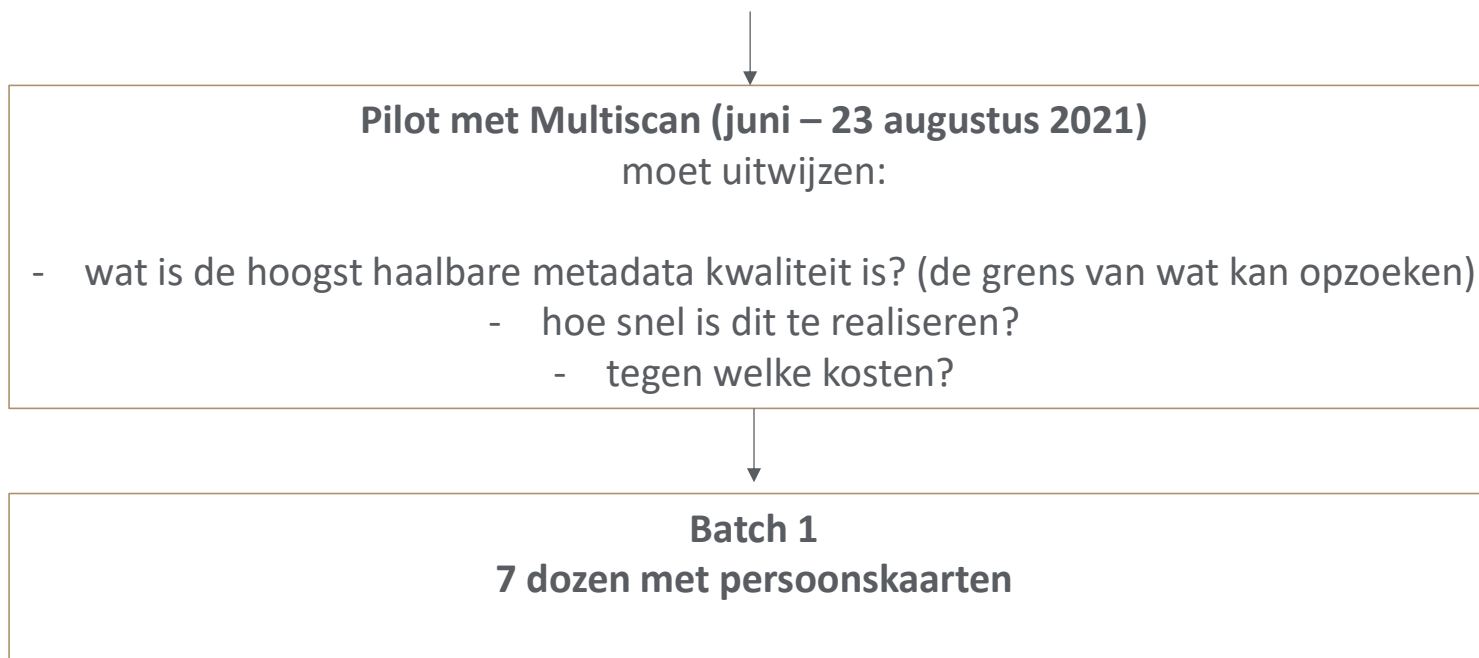 Pilot met Multiscan (juni – 23 augustus 2021)
moet uitwijzen:
- wat is de hoogst haalbare metadata kwaliteit is? (de grens van wat kan opzoeken)
- hoe snel is dit te realiseren?
- tegen welke kosten?
Batch 1
7 dozen met persoonskaarten